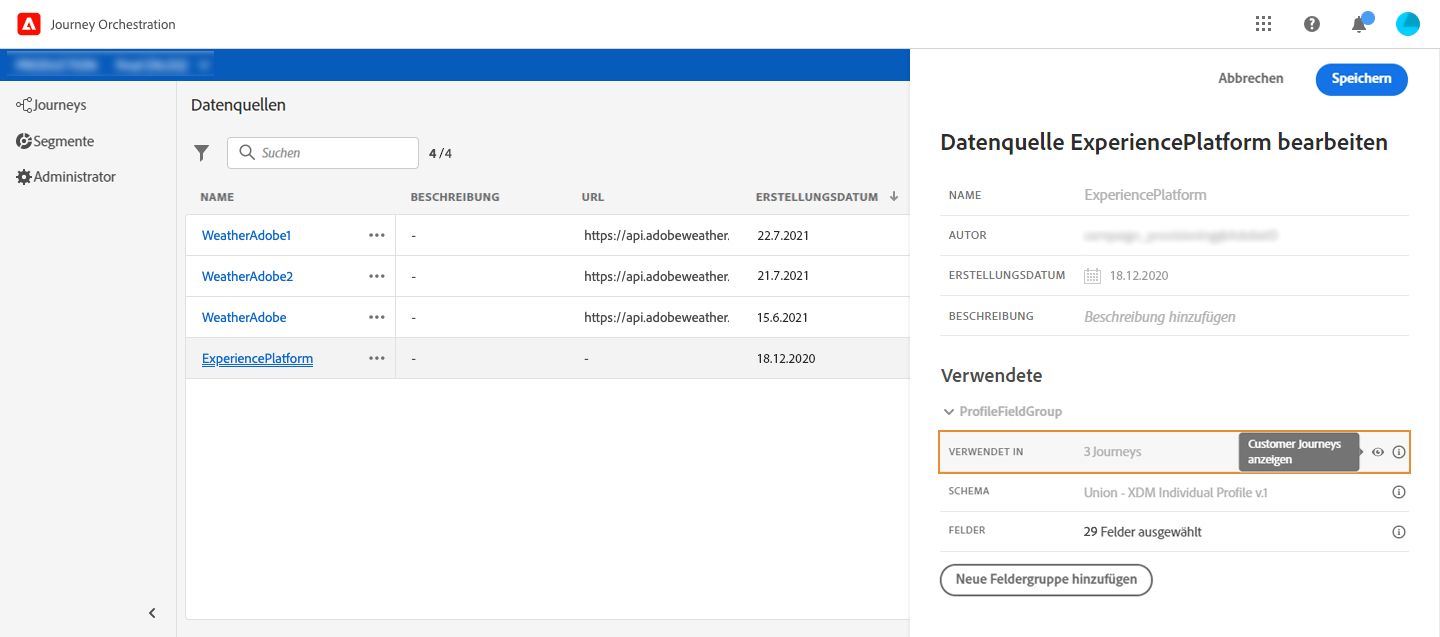 Journey Orchestration
Journeys
Segmente
Administrator
Datenquellen
Suchen
4 /4
NAME BESCHREIBUNG URL ERSTELLUNGSDATUM
WeatherAdobe1 - https://api.adobeweather. 22.7.2021
WeatherAdobe2 - https://api.adobeweather. 21.7.2021
WeatherAdobe - https://api.adobeweather. 15.6.2021
ExperiencePlatform - - 18.12.2020
Abbrechen Speichern
Datenquelle ExperiencePlatform bearbeiten
NAME ExperiencePlatform
AUTOR
ERSTELLUNGSDATUM 18.12.2020
BESCHREIBUNG Beschreibung hinzufügen
Verwendete
ProfileFieldGroup
VERWENDET IN 3 Journeys
Customer Journeys
anzeigen
SCHEMA Union - XDM Individual Profile v.1
FELDER 29 Felder ausgewählt
Neue Feldergruppe hinzufügen